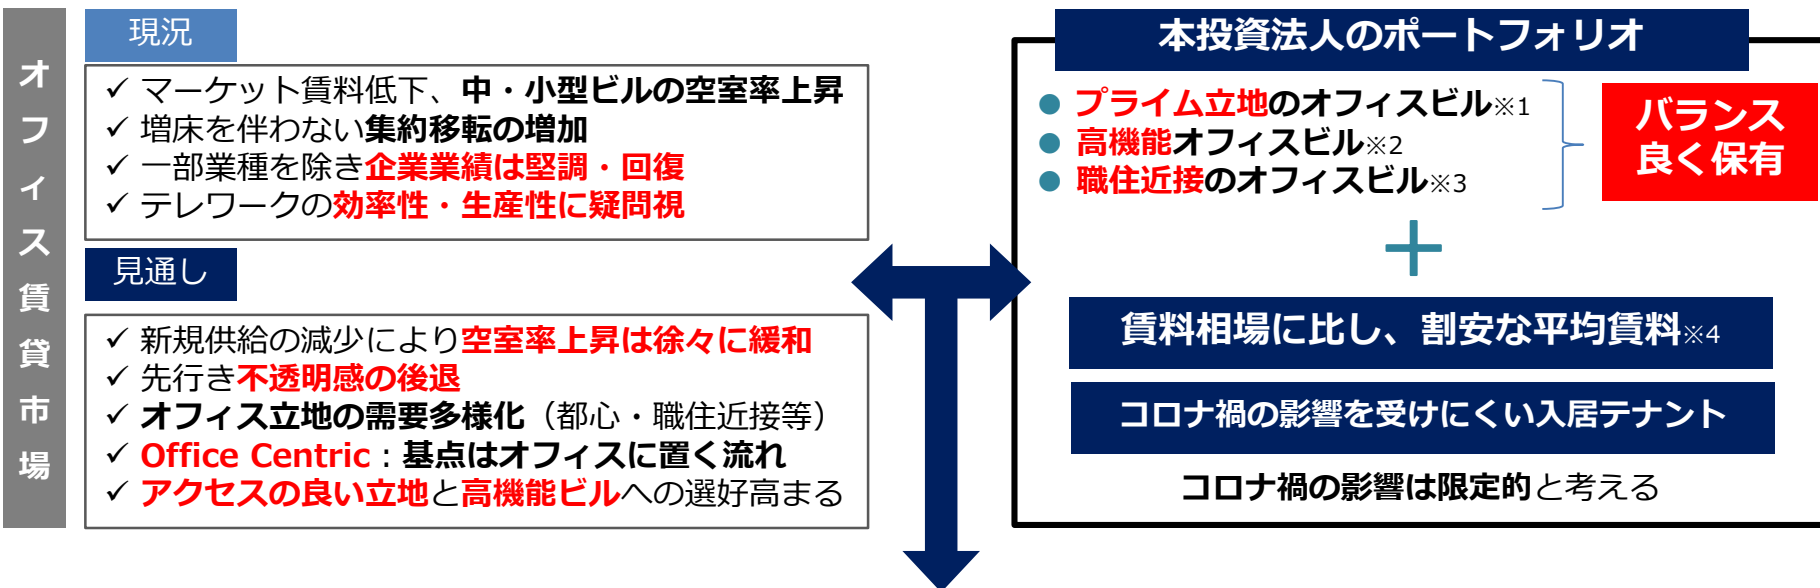 オフィス賃貸市場
現況
✓ マーケット賃料低下、中・小型ビルの空室率上昇
✓ 増床を伴わない集約移転の増加
✓ 一部業種を除き企業業績は堅調・回復
✓ テレワークの効率性・生産性に疑問視
見通し
✓ 新規供給の減少により空室率上昇は徐々に緩和
✓ 先行き不透明感の後退
✓ オフィス立地の需要多様化（都心・職住近接等）
✓ Office Centric：基点はオフィスに置く流れ
✓ アクセスの良い立地と高機能ビルへの選好高まる
本投資法人のポートフォリオ
● プライム立地のオフィスビル※1
● 高機能オフィスビル※2
● 職住近接のオフィスビル※3
バランス
良く保有
＋
賃料相場に比し、割安な平均賃料※4
コロナ禍の影響を受けにくい入居テナント
コロナ禍の影響は限定的と考える